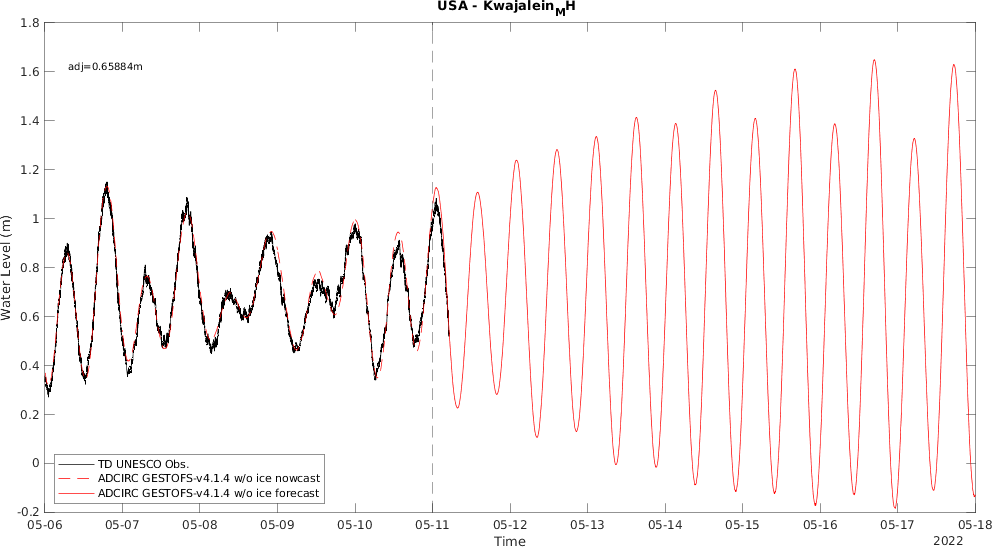 USA - Kwajalein_MH
1.8
1.6
1.4
1.2
1
0.8
0.6
0.4
0.2
0
-0.2
Water Level (m)
adj=0.65884m
TD UNESCO Obs.
ADCIRC GESTOFS-v4.1.4 w/o ice nowcast
ADCIRC GESTOFS-v4.1.4 w/o ice forecast
05-06 05-07 05-08 05-09 05-10 05-11 05-12 05-13 05-14 05-15 05-16 05-17 05-18
Time
2022